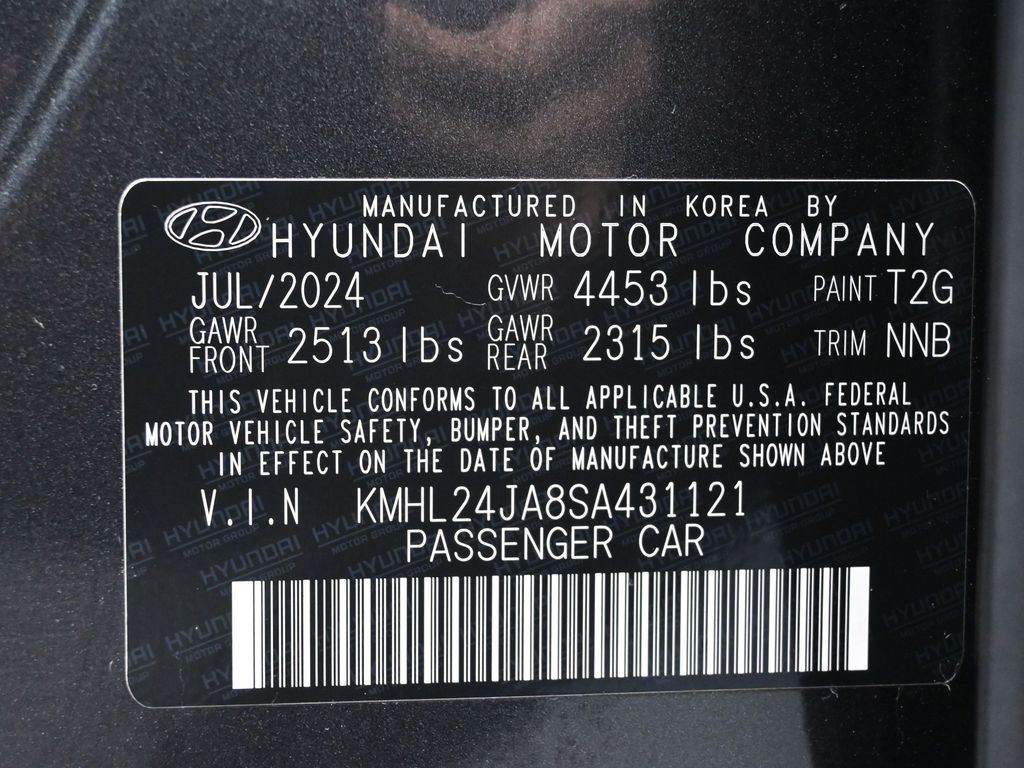 MANUFACTURED IN KOREA BY
HYUNDAI MOTOR COMPANY
JUL/2024 GVWR 4453 lbs PAINT T2G
GAWR FRONT 2513 lbs GAWR REAR 2315 lbs TRIM NNB
THIS VEHICLE CONFORMS TO ALL APPLICABLE U.S.A. FEDERAL
MOTOR VEHICLE SAFETY, BUMPER, AND THEFT PREVENTION STANDARDS
IN EFFECT ON THE DATE OF MANUFACTURE SHOWN ABOVE
V.I.N KMHL24JA8SA431121
PASSENGER CAR